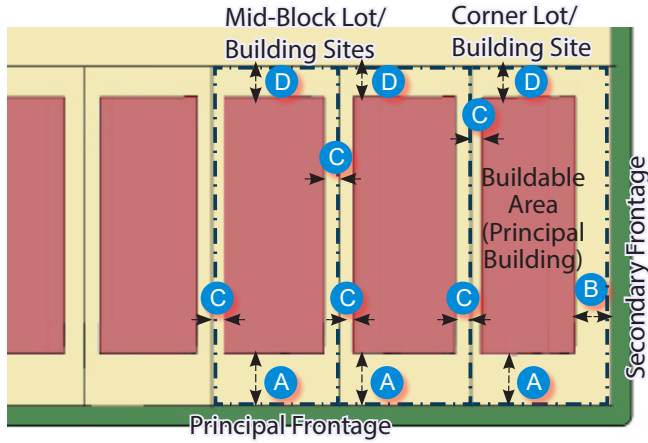 Mid-Block Lot/
Building Sites
Corner Lot/
Building Site
D
D
D
C
C
Buildable
Area
(Principal
Building)
B
C
C
C
A
A
A
Principal Frontage
Secondary Frontage